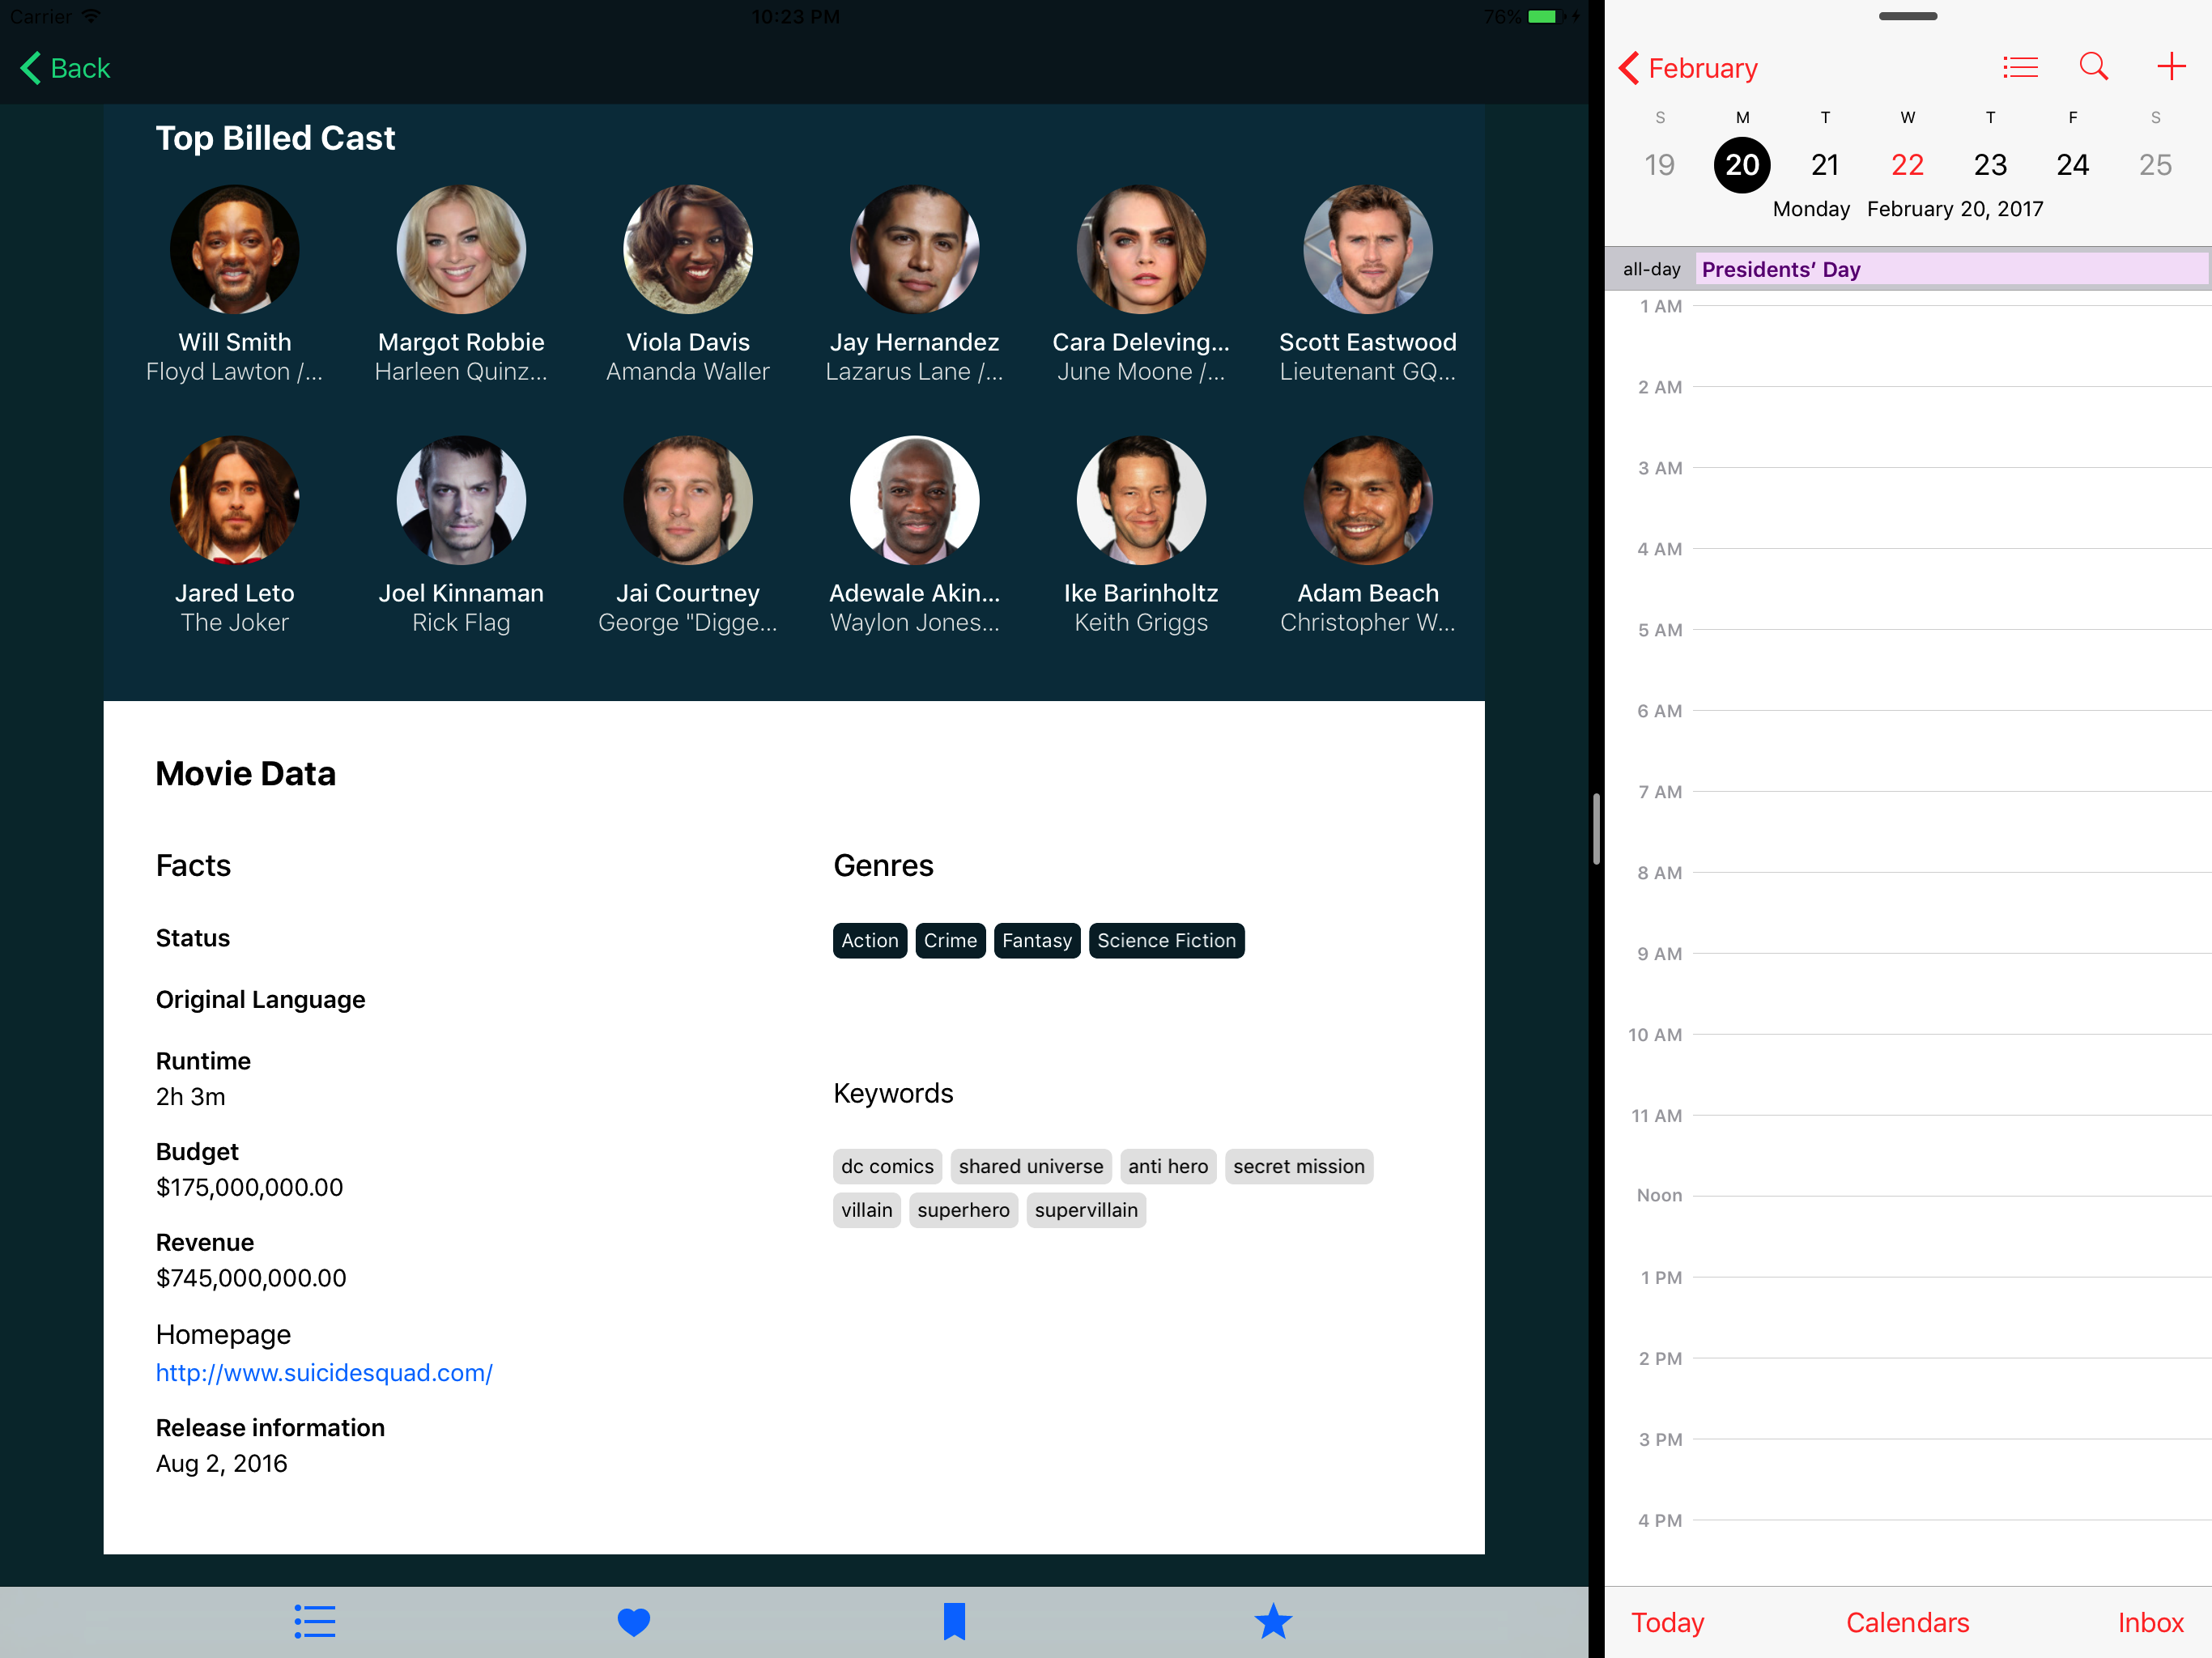 Carrier
10:23 PM
76%
Back
Top Billed Cast
Will Smith
Floyd Lawton /...
Margot Robbie
Harleen Quinz...
Viola Davis
Amanda Waller
Jay Hernandez
Lazarus Lane /...
Cara Deleving...
June Moone /...
Scott Eastwood
Lieutenant GQ...
Jared Leto
The Joker
Joel Kinnaman
Rick Flag
Jai Courtney
George "Digge...
Adewale Akin...
Waylon Jones...
Ike Barinholtz
Keith Griggs
Adam Beach
Christopher W...
Movie Data
Facts
Status
Original Language
Runtime
2h 3m
Budget
$175,000,000.00
Revenue
$745,000,000.00
Homepage
http://www.suicidesquad.com/
Release information
Aug 2, 2016
Genres
Action Crime Fantasy Science Fiction
Keywords
dc comics shared universe anti hero secret mission
villain superhero supervillain
February
S M T W T F S
19 20 21 22 23 24 25
Monday February 20, 2017
all-day Presidents’ Day
1 AM
2 AM
3 AM
4 AM
5 AM
6 AM
7 AM
8 AM
9 AM
10 AM
11 AM
Noon
1 PM
2 PM
3 PM
4 PM
Today Calendars Inbox